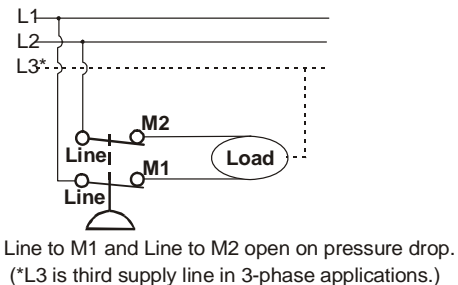 L1
L2
L3*
M2
Line
Load
M1
Line
Line to M1 and Line to M2 open on pressure drop.
(*L3 is third supply line in 3-phase applications.)